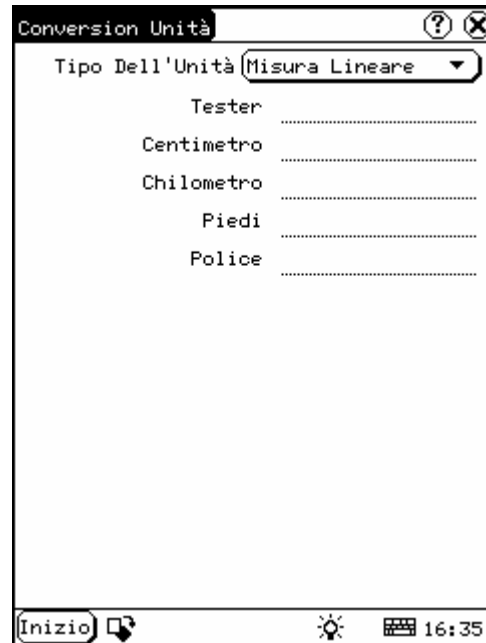 Conversion Unità ?
Tipo Dell'Unità Misura Lineare
Tester
Centimetro
Chilometro
Piedi
Police
Inizio 16:35